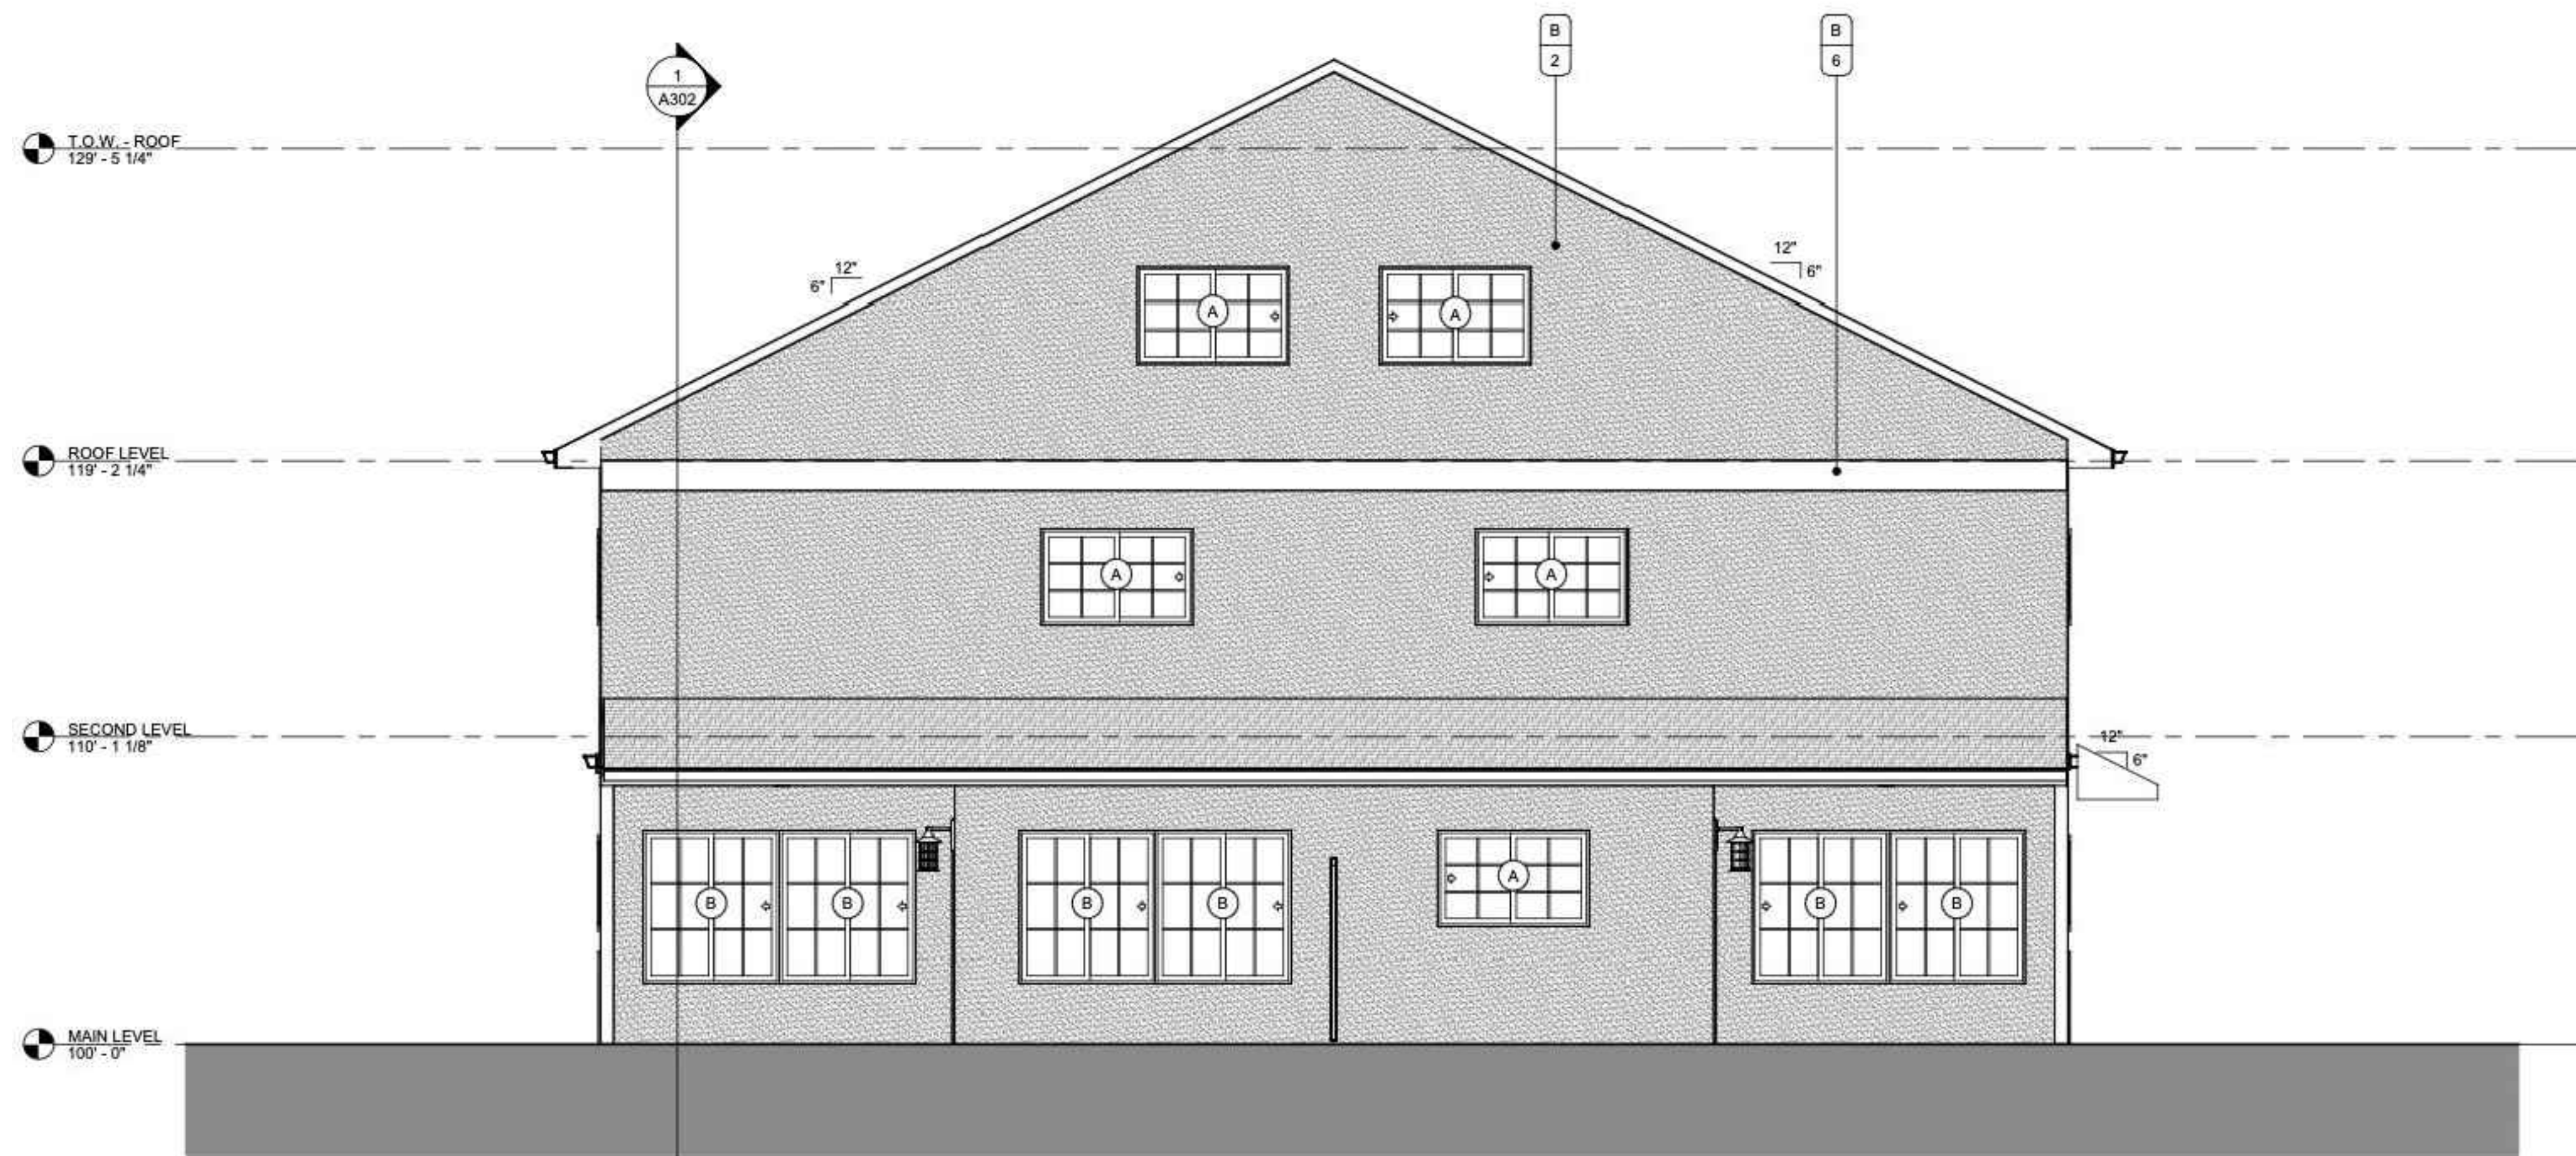 B
2
B
6
1
A302
T.O.W. - ROOF
129' - 5 1/4"
12"
6"
12"
6"
A
A
ROOF LEVEL
119' - 2 1/4"
A
A
SECOND LEVEL
110' - 1 1/8"
12"
6"
B
B
B
B
A
B
B
MAIN LEVEL
100' - 0"